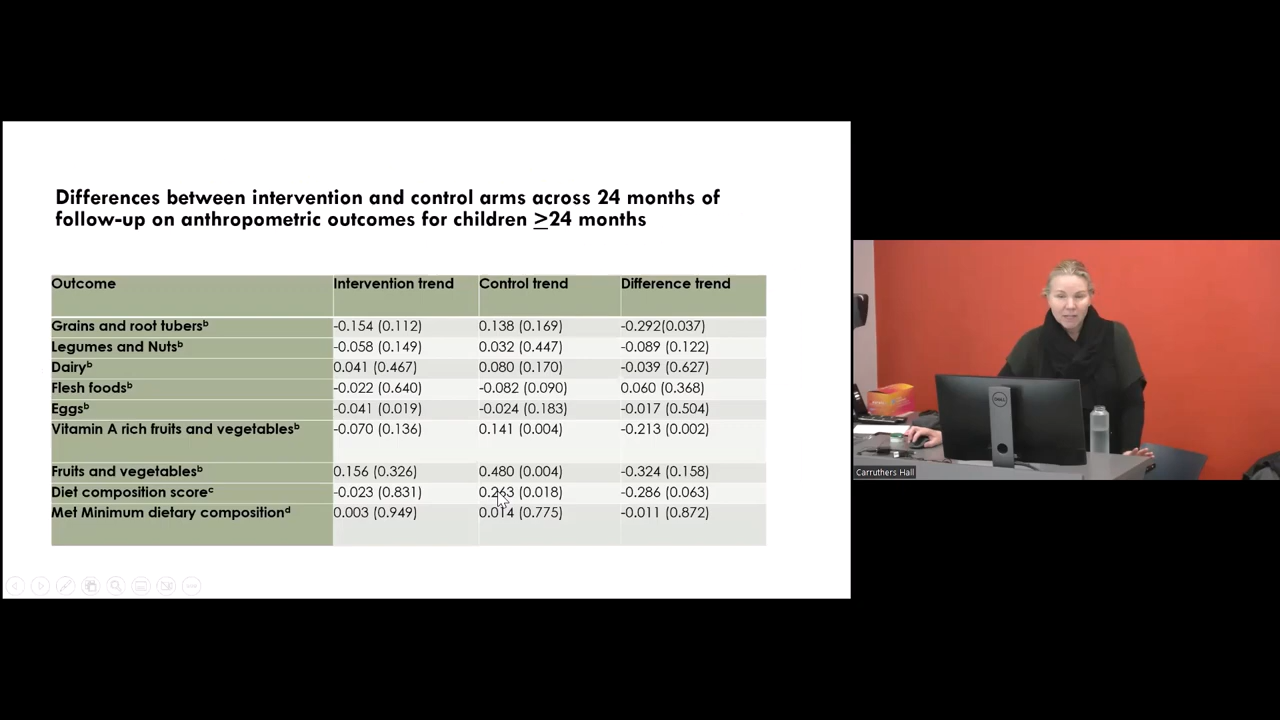 Differences between intervention and control arms across 24 months of
follow-up on anthropometric outcomes for children ≥24 months
Outcome Intervention trend Control trend Difference trend
Grains and root tubersᵇ -0.154 (0.112) 0.138 (0.169) -0.292(0.037)
Legumes and Nutsᵇ -0.056 (0.149) 0.032 (0.447) -0.089 (0.122)
Dairyᵇ 0.041 (0.467) 0.080 (0.170) -0.039 (0.627)
Flesh foodsᵇ -0.022 (0.640) -0.082 (0.090) 0.060 (0.368)
Eggsᵇ -0.041 (0.019) -0.024 (0.183) -0.017 (0.504)
Vitamin A rich fruits and vegetablesᵇ -0.070 (0.136) 0.141 (0.004) -0.213 (0.002)
Fruits and vegetablesᵇ 0.156 (0.326) 0.480 (0.004) -0.324 (0.158)
Diet composition scoreᶜ -0.023 (0.831) 0.263 (0.018) -0.286 (0.063)
Met Minimum dietary compositionᵈ 0.003 (0.949) 0.014 (0.775) -0.011 (0.872)
DELL
Carruthers Hall